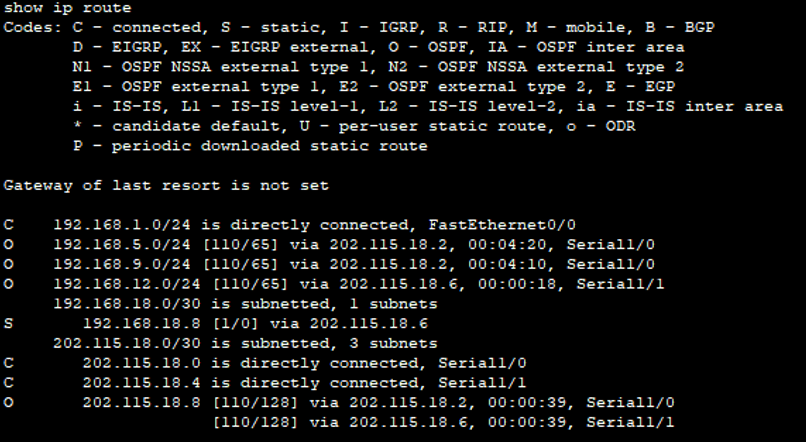 show ip route
Codes: C - connected, S - static, I - IGRP, R - RIP, M - mobile, B - BGP
D - EIGRP, EX - EIGRP external, O - OSPF, IA - OSPF inter area
N1 - OSPF NSSA external type 1, N2 - OSPF NSSA external type 2
E1 - OSPF external type 1, E2 - OSPF external type 2, E - EGP
i - IS-IS, L1 - IS-IS level-1, L2 - IS-IS level-2, ia - IS-IS inter area
* - candidate default, U - per-user static route, o - ODR
P - periodic downloaded static route
Gateway of last resort is not set
C 192.168.1.0/24 is directly connected, FastEthernet0/0
O 192.168.5.0/24 [110/65] via 202.115.18.2, 00:04:20, Serial1/0
O 192.168.9.0/24 [110/65] via 202.115.18.2, 00:04:10, Serial1/0
O 192.168.12.0/24 [110/65] via 202.115.18.6, 00:00:18, Serial1/1
192.168.18.0/30 is subnetted, 1 subnets
S 192.168.18.8 [1/0] via 202.115.18.6
202.115.18.0/30 is subnetted, 3 subnets
C 202.115.18.0 is directly connected, Serial1/0
C 202.115.18.4 is directly connected, Serial1/1
O 202.115.18.8 [110/128] via 202.115.18.2, 00:00:39, Serial1/0
[110/128] via 202.115.18.6, 00:00:39, Serial1/1